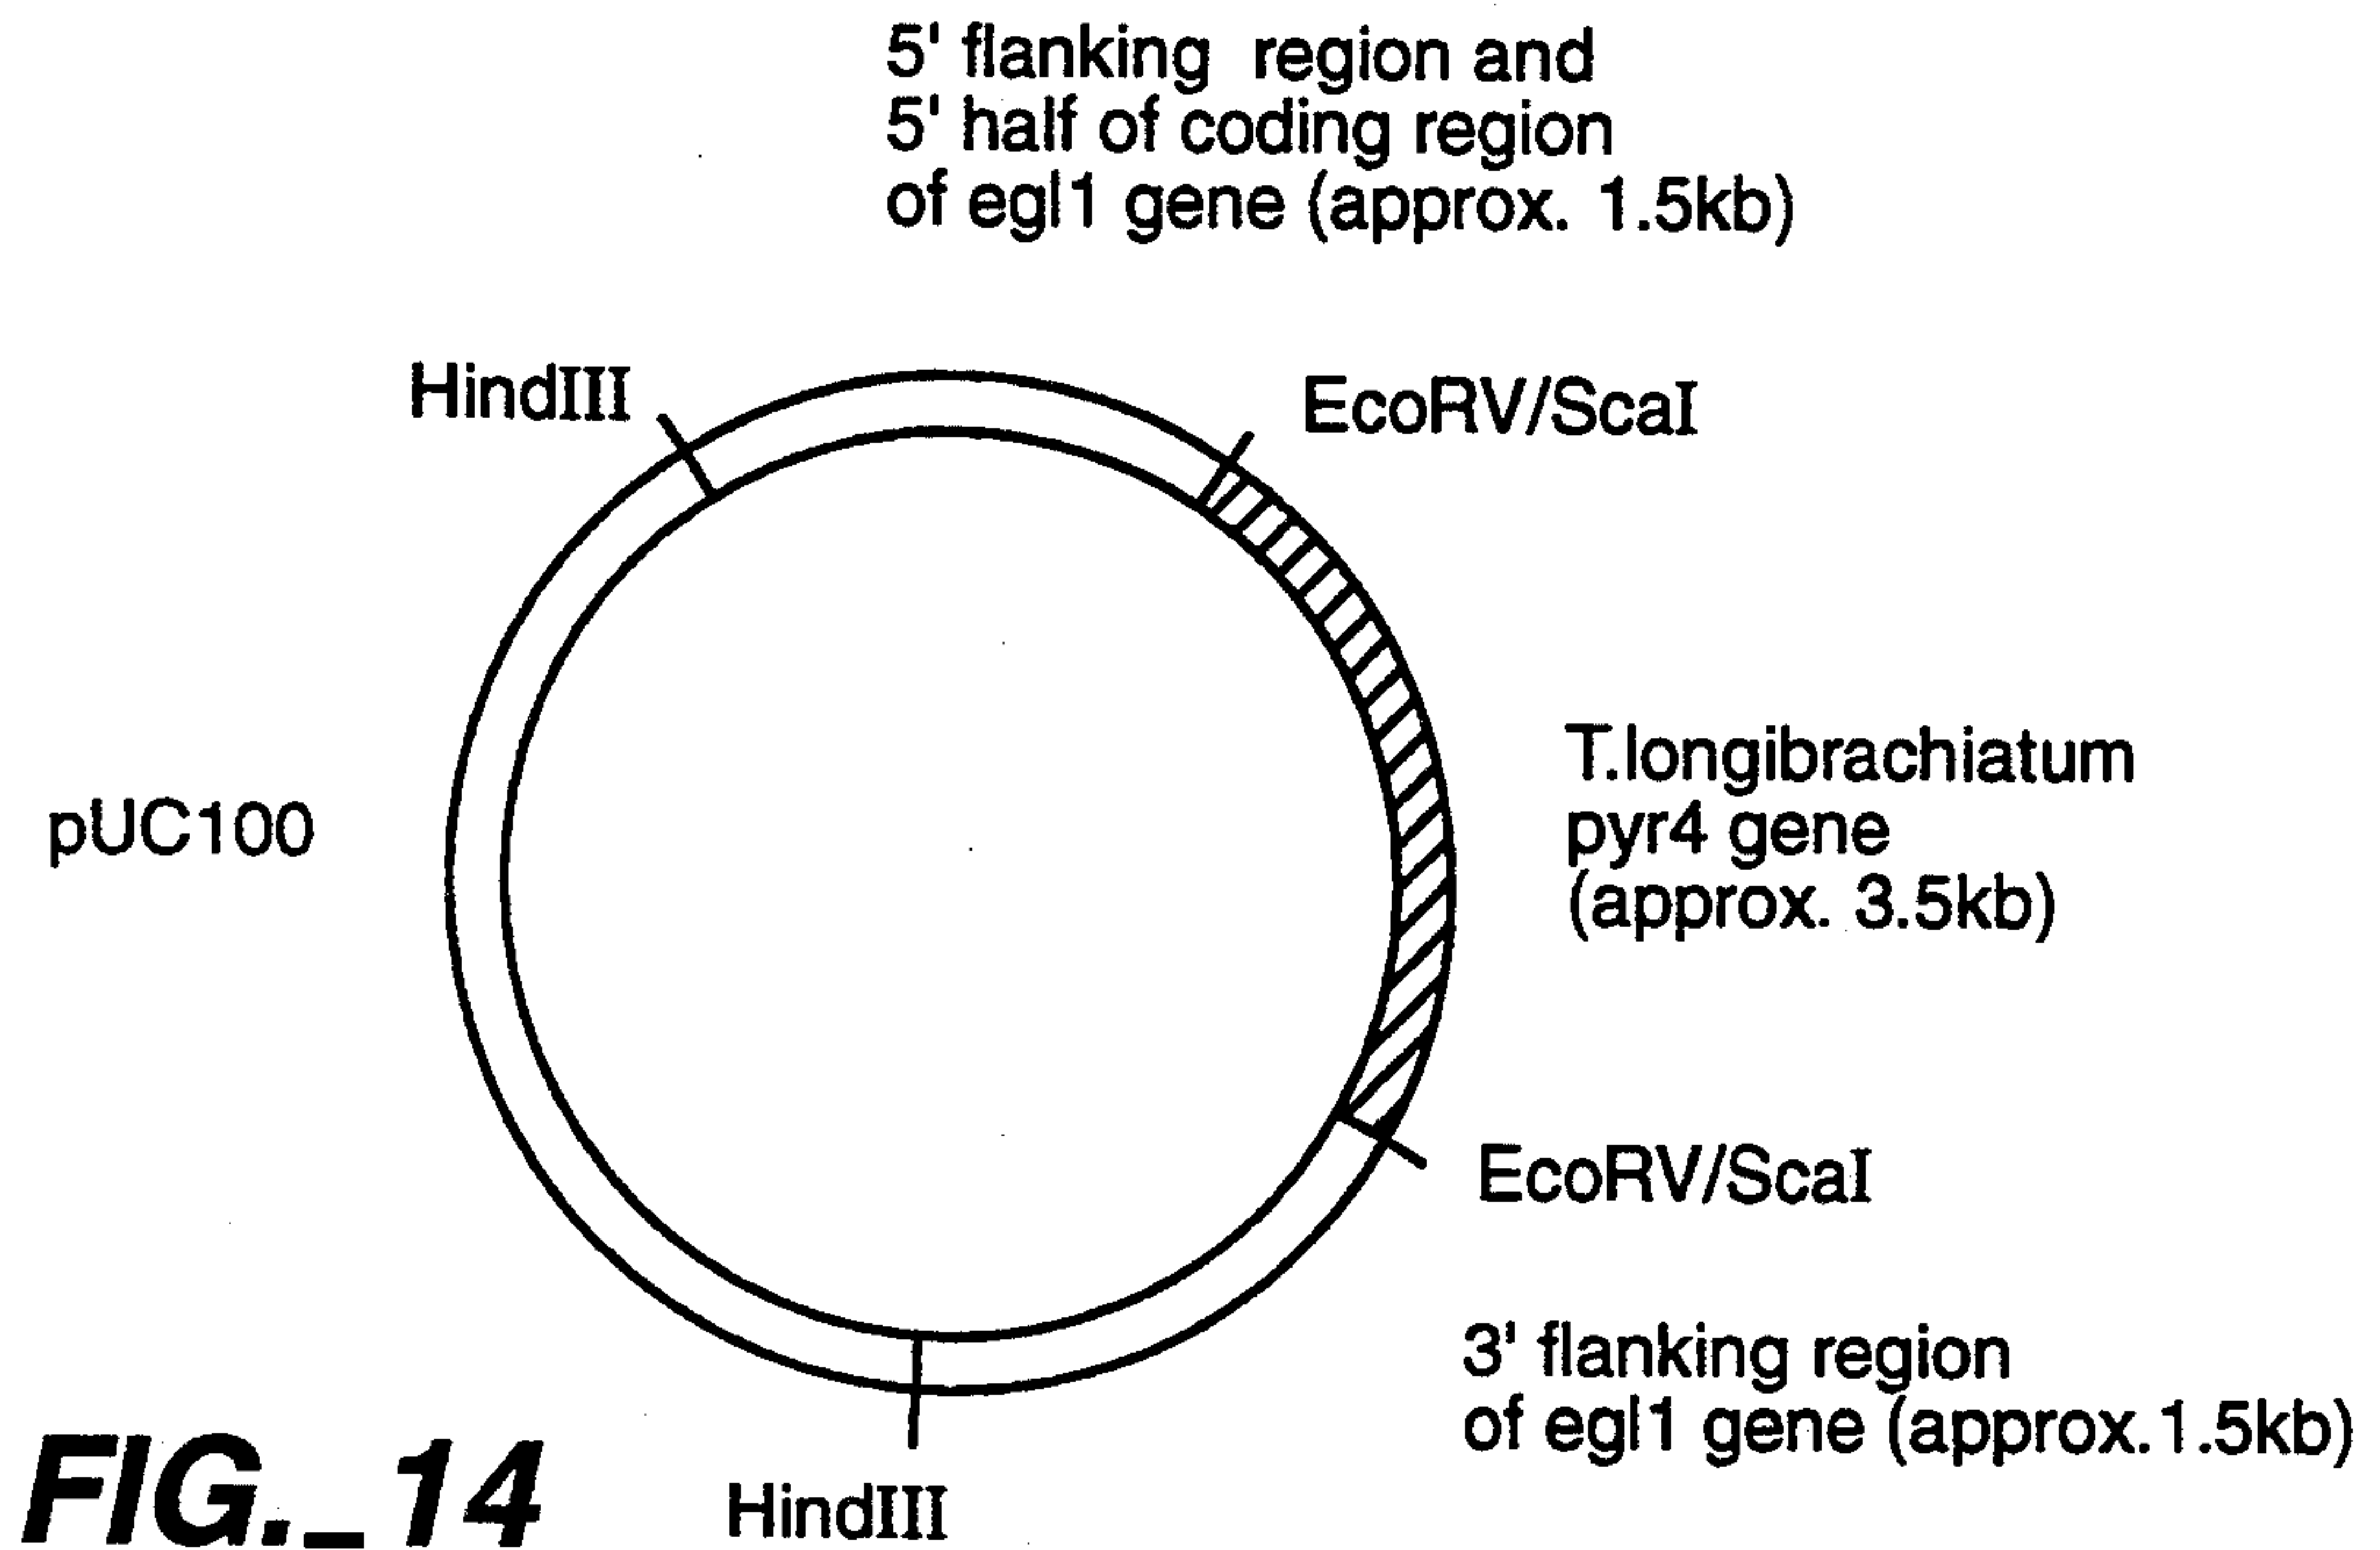 5' flanking region and
5' half of coding region
of egl1 gene (approx. 1.5kb)
HindIII
EcoRV/ScaI
T.longibrachiatum
pyr4 gene
(approx. 3.5kb)
pUC100
EcoRV/ScaI
3' flanking region
of egl1 gene (approx.1.5kb)
HindIII
FIG._14